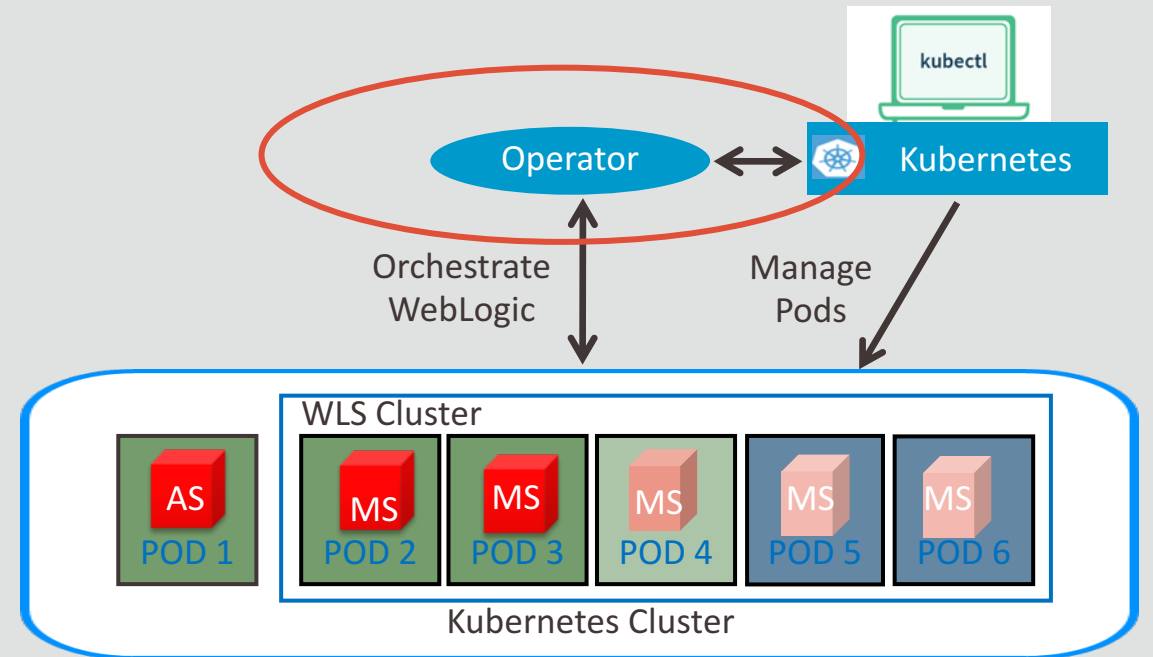 kubectl
Operator
Kubernetes
Orchestrate
WebLogic
Manage
Pods
WLS Cluster
AS
MS
MS
MS
MS
MS
POD 1
POD 2
POD 3
POD 4
POD 5
POD 6
Kubernetes Cluster